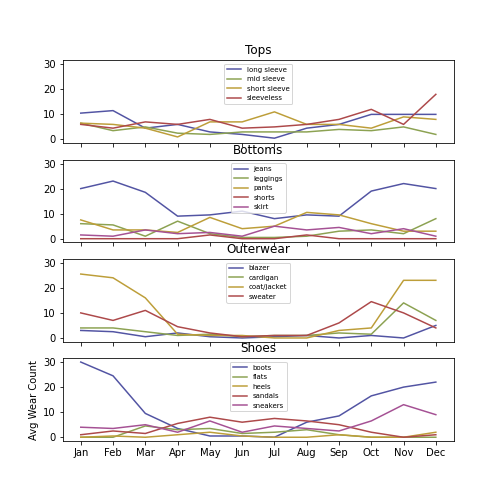 Tops
30
20
10
0
long sleeve
mid sleeve
short sleeve
sleeveless
Bottoms
30
20
10
0
jeans
leggings
pants
shorts
skirt
Outerwear
30
20
10
0
blazer
cardigan
coat/jacket
sweater
Shoes
30
20
10
0
boots
flats
heels
sandals
sneakers
Avg Wear Count
Jan Feb Mar Apr May Jun Jul Aug Sep Oct Nov Dec